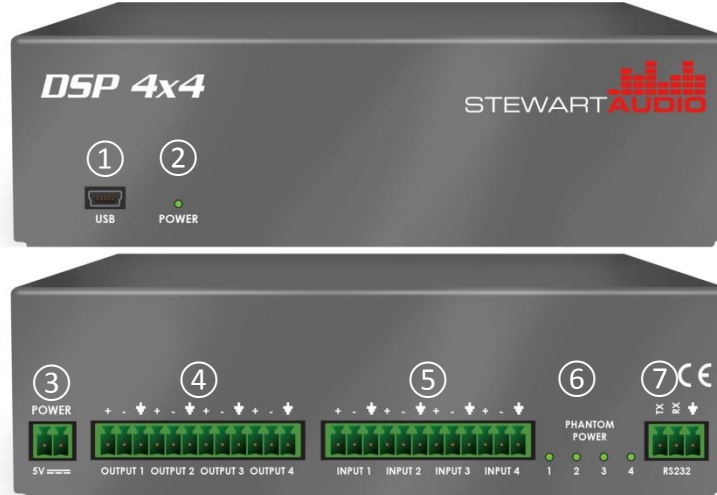 DSP 4x4
STEWARTAUDIO
① ②
USB POWER
③ ④ ⑤ ⑥ ⑦ CE
POWER + - + - + - + - + - + - + - + - PHANTOM POWER TX RX
5V OUTPUT 1 OUTPUT 2 OUTPUT 3 OUTPUT 4 INPUT 1 INPUT 2 INPUT 3 INPUT 4 1 2 3 4 RS232